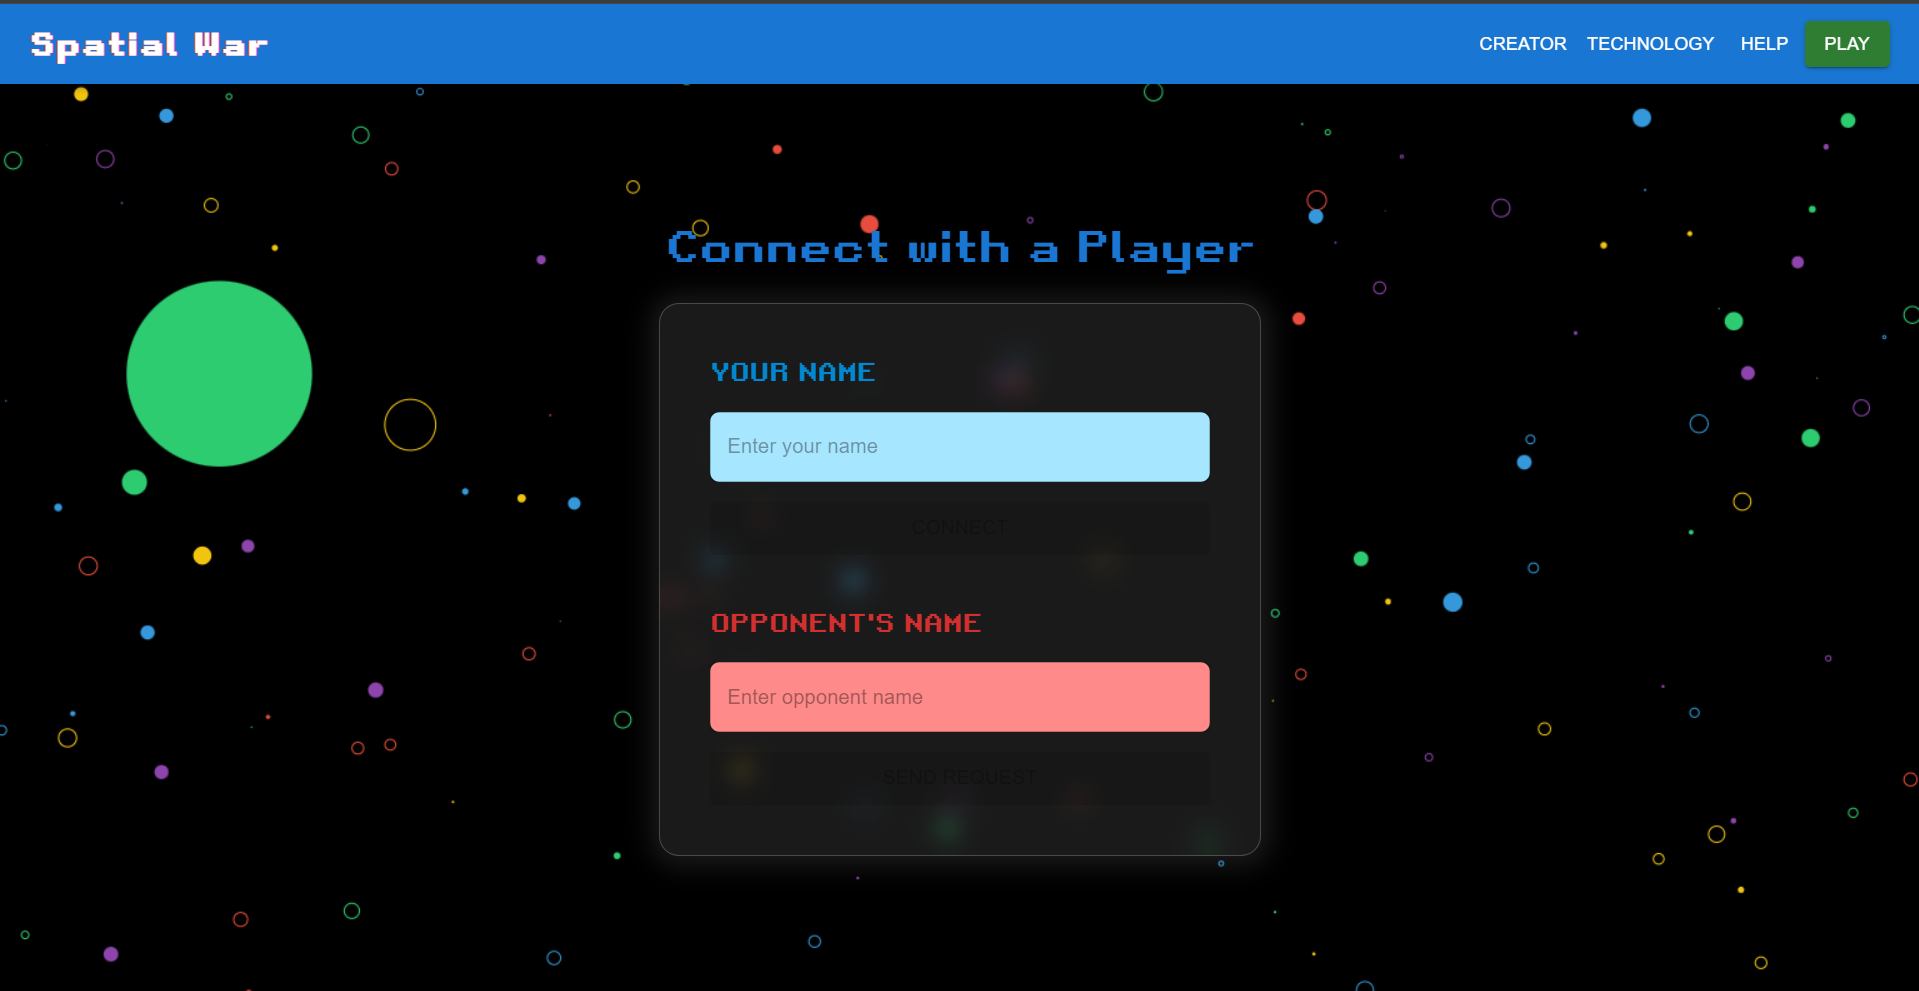 Spatial War
CREATOR TECHNOLOGY HELP PLAY
Connect with a Player
YOUR NAME
Enter your name
CONNECT
OPPONENT'S NAME
Enter opponent name
SEND REQUEST